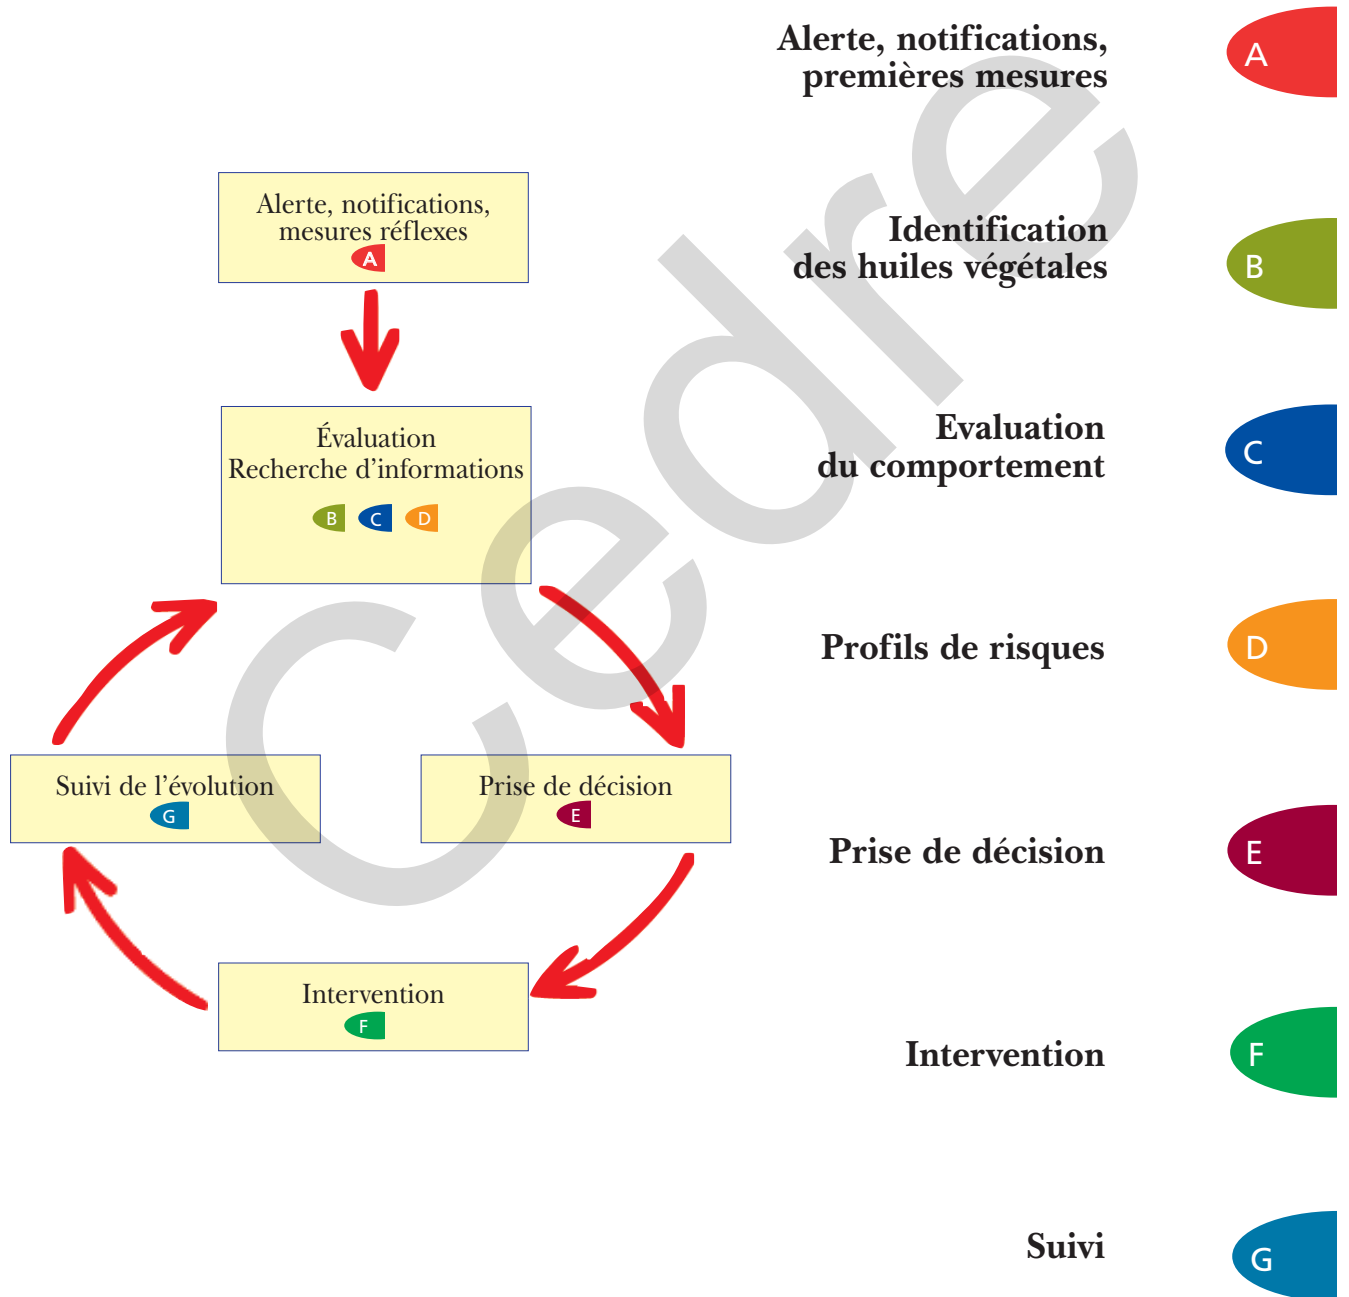 Alerte, notifications,
mesures réflexes
A
Évaluation
Recherche d’informations
B C D
Suivi de l’évolution
G
Prise de décision
E
Intervention
F
Alerte, notifications,
premières mesures
A
Identification
des huiles végétales
B
Evaluation
du comportement
C
Profils de risques
D
Prise de décision
E
Intervention
F
Suivi
G
Cedre